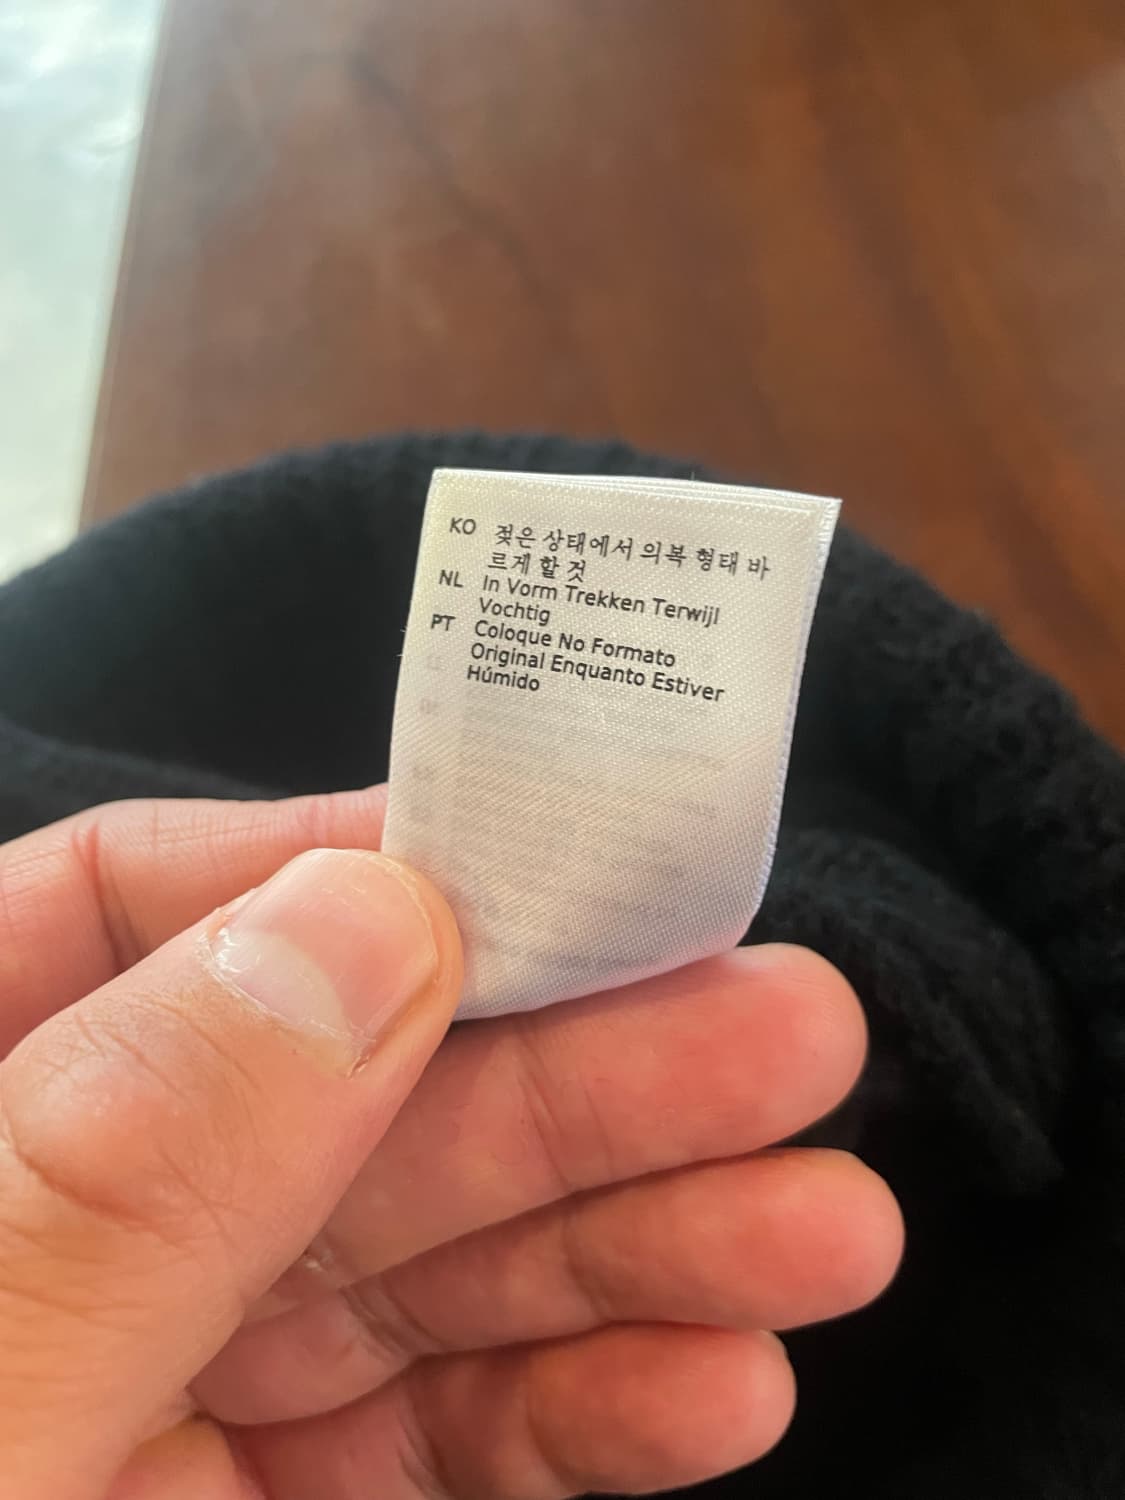 KO 젖은 상태에서 의복 형태 바
르게 할 것
NL In Vorm Trekken Terwijl
Vochtig
PT Coloque No Formato
Original Enquanto Estiver
Húmido